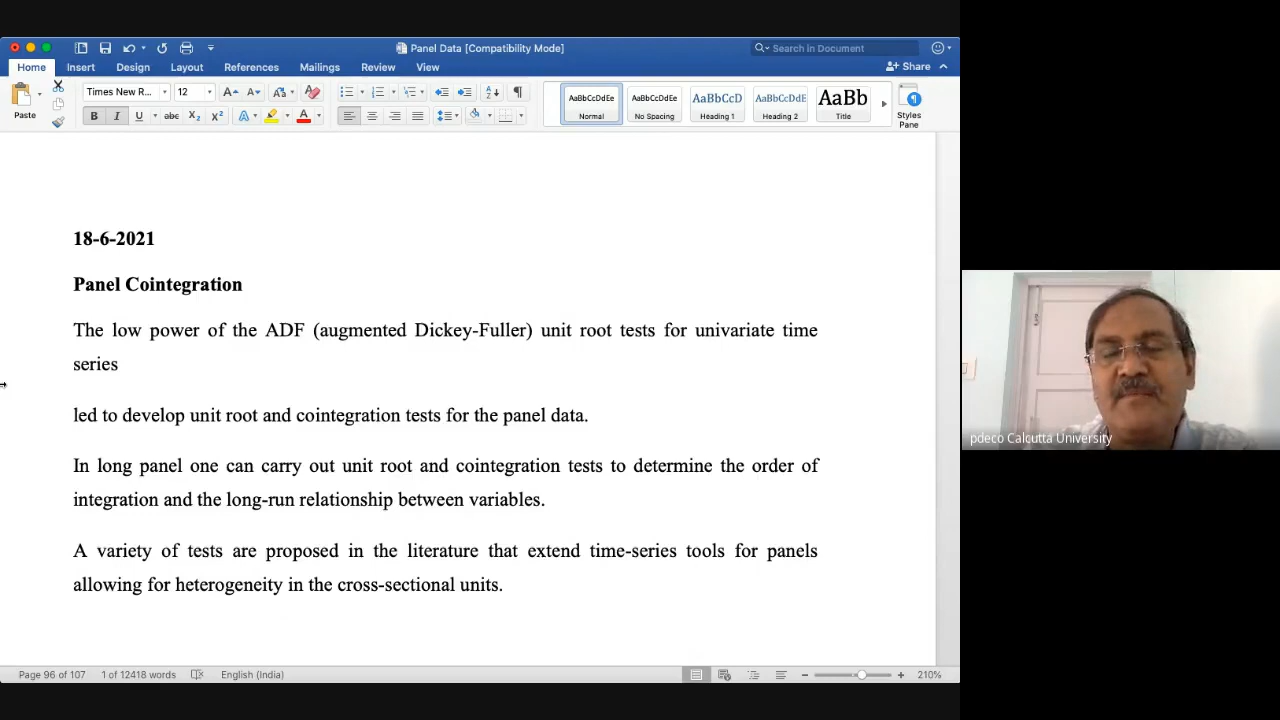 Panel Data [Compatibility Mode]
Search in Document
Home Insert Design Layout References Mailings Review View
Share
Paste
Times New R... 12
AaBbCcDdEe AaBbCcDdEe AaBbCcD AaBbCcDdE AaBb
Normal No Spacing Heading 1 Heading 2 Title
Styles
Pane
18-6-2021
Panel Cointegration
The low power of the ADF (augmented Dickey-Fuller) unit root tests for univariate time
series
led to develop unit root and cointegration tests for the panel data.
In long panel one can carry out unit root and cointegration tests to determine the order of
integration and the long-run relationship between variables.
A variety of tests are proposed in the literature that extend time-series tools for panels
allowing for heterogeneity in the cross-sectional units.
pdeco Calcutta University
Page 96 of 107 1 of 12418 words English (India) 210%